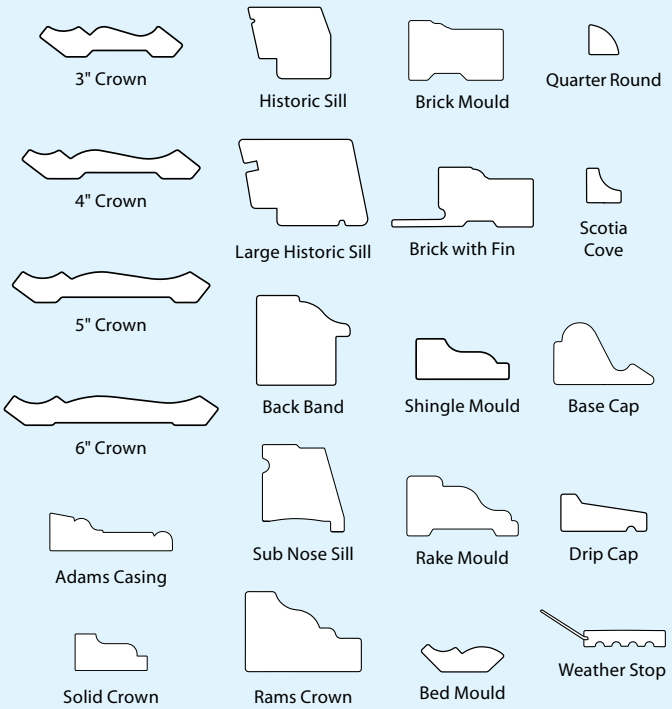 3" Crown
Historic Sill
Brick Mould
Quarter Round
4" Crown
Large Historic Sill
Brick with Fin
Scotia
Cove
5" Crown
Back Band
Shingle Mould
Base Cap
6" Crown
Sub Nose Sill
Rake Mould
Drip Cap
Adams Casing
Solid Crown
Rams Crown
Bed Mould
Weather Stop